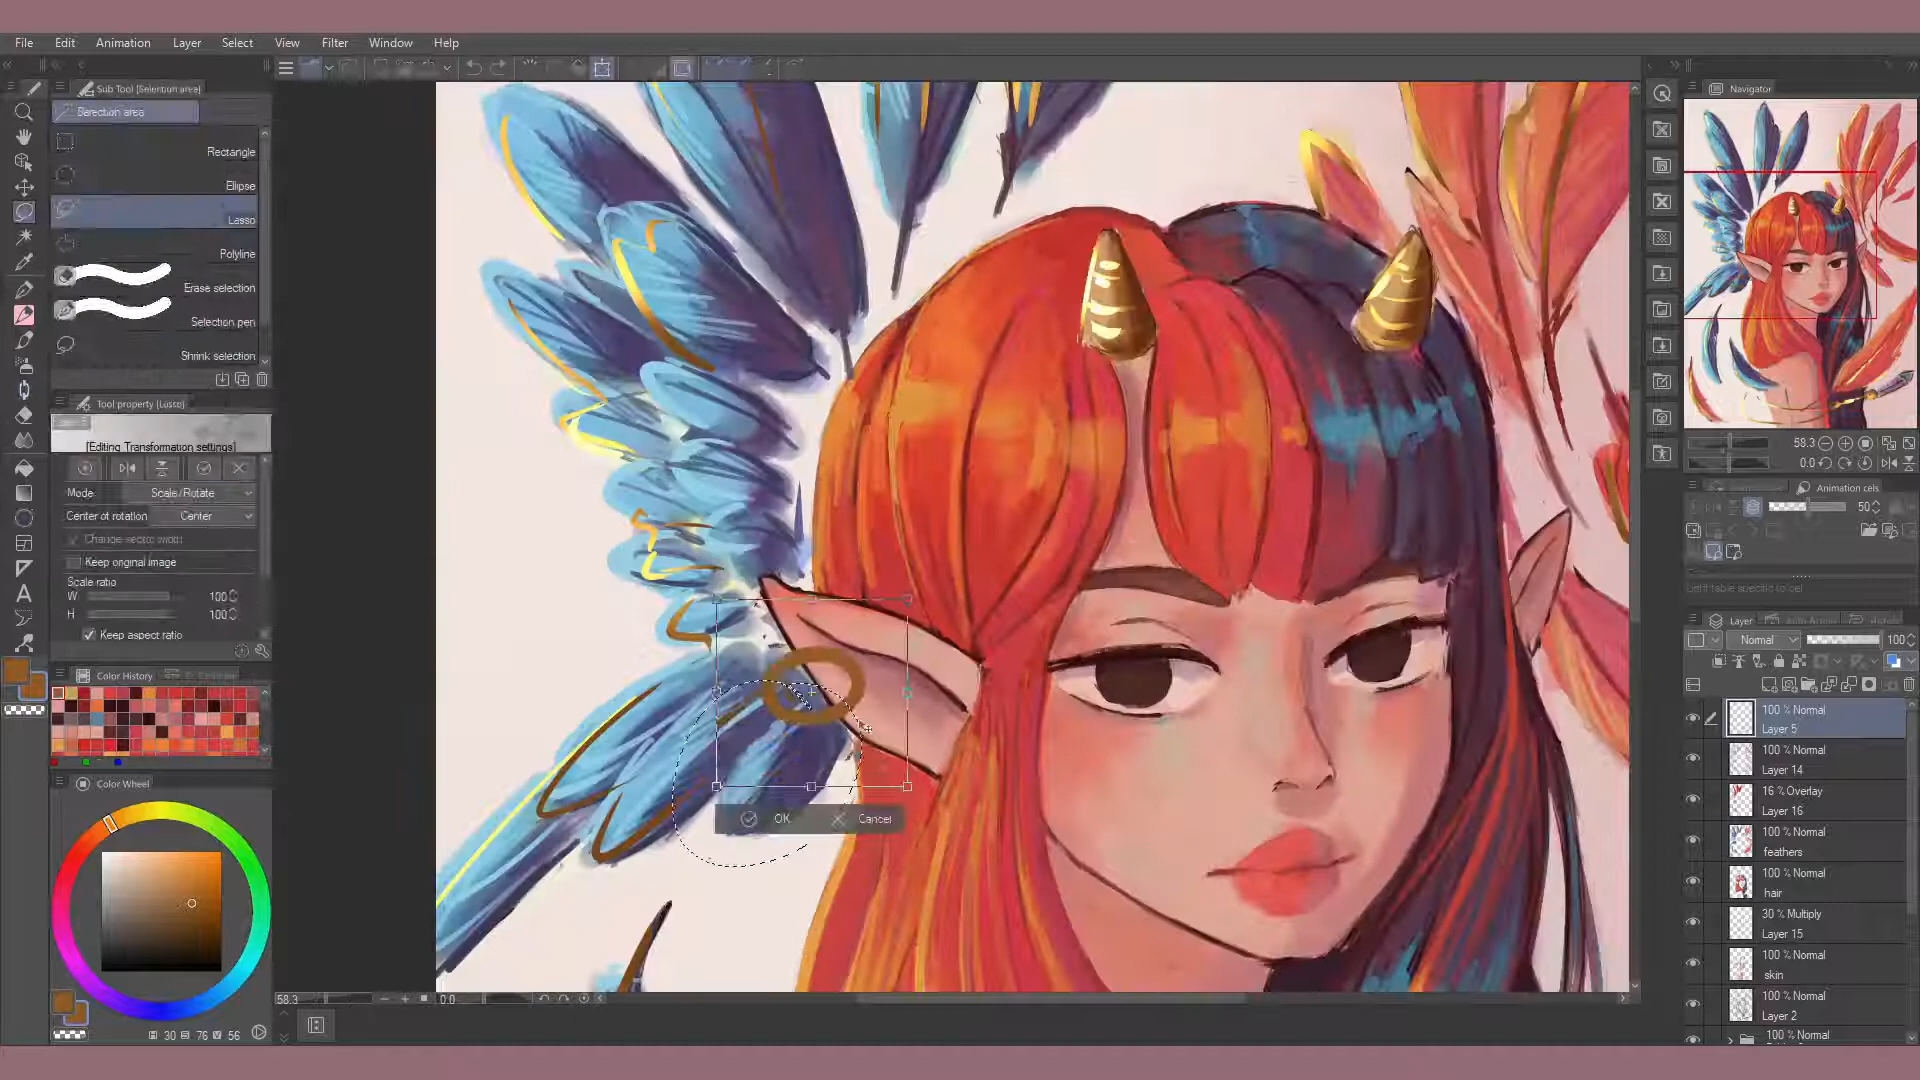 File Edit Animation Layer Select View Filter Window Help
Sub Tool [Selection area]
Selection area
Rectangle
Ellipse
Lasso
Polyline
Erase selection
Selection pen
Shrink selection
Tool property [Lasso]
[Editing Transformation settings]
Mode Scale/Rotate
Center of rotation Center
Keep original image
Scale ratio
W 100
H 100
Keep aspect ratio
Color History
Color Wheel
30 76 56
58.3 0.0
OK Cancel
Navigator
58.3
0.0
Animation cels
50
Light table specific to cel
Layer
Normal 100
100 % Normal
Layer 5
100 % Normal
Layer 14
16 % Overlay
Layer 16
100 % Normal
feathers
100 % Normal
hair
30 % Multiply
Layer 15
100 % Normal
skin
100 % Normal
Layer 2
100 % Normal